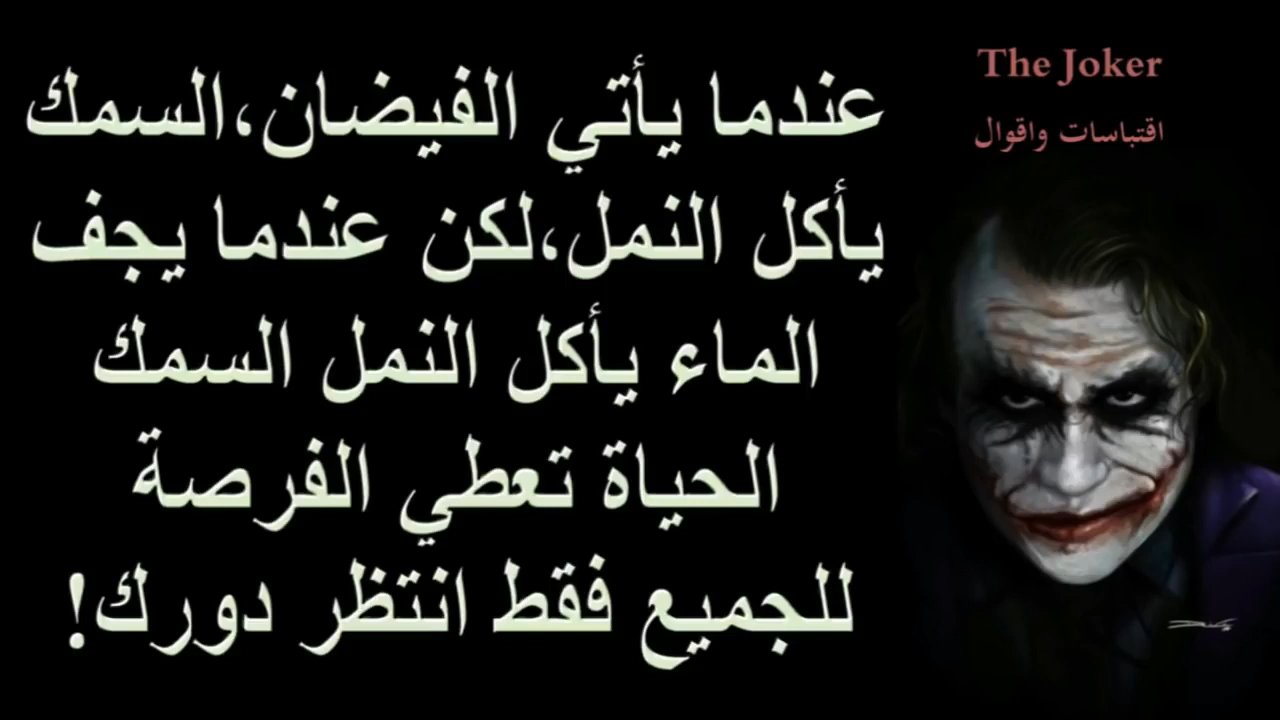 The Joker
اقتباسات واقوال
عندما يأتي الفيضان،السمك
يأكل النمل،لكن عندما يجف
الماء يأكل النمل السمك
الحياة تعطي الفرصة
للجميع فقط انتظر دورك!